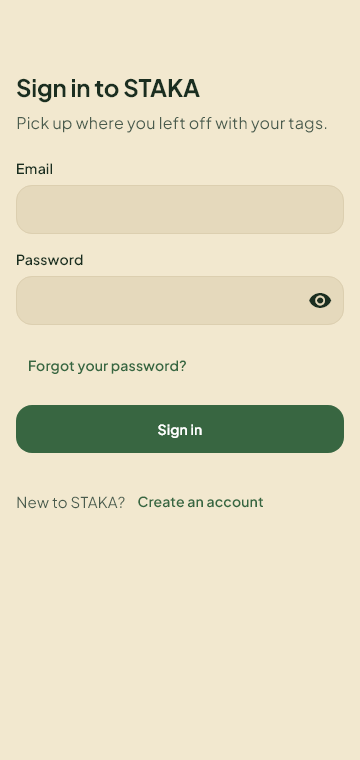 Sign in to STAKA
Pick up where you left off with your tags.
Email
Password
Forgot your password?
Sign in
New to STAKA? Create an account